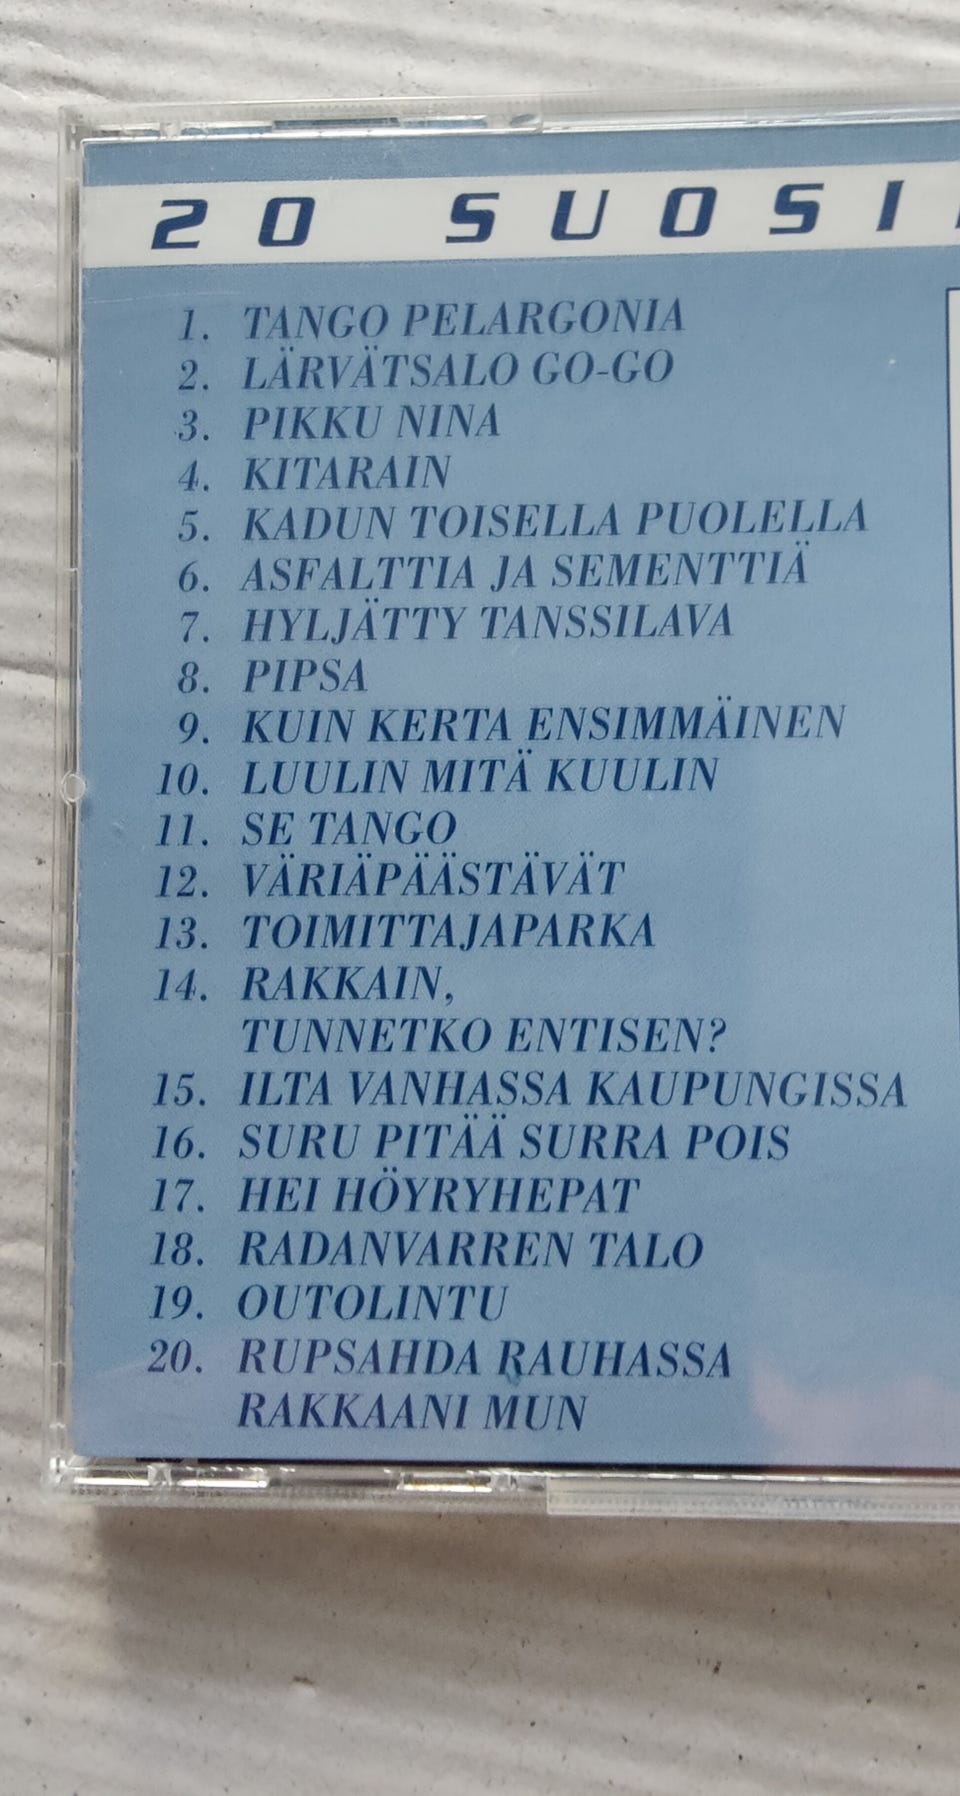 20 SUOSI
1. TANGO PELARGONIA
2. LÄRVÄTSALO GO-GO
3. PIKKU NINA
4. KITARAIN
5. KADUN TOISELLA PUOLELLA
6. ASFALTTIA JA SEMENTTIÄ
7. HYLJÄTTY TANSSILAVA
8. PIPSA
9. KUIN KERTA ENSIMMÄINEN
10. LUULIN MITÄ KUULIN
11. SE TANGO
12. VÄRIÄPÄÄSTÄVÄT
13. TOIMITTAJAPARKA
14. RAKKAIN,
TUNNETKO ENTISEN?
15. ILTA VANHASSA KAUPUNGISSA
16. SURU PITÄÄ SURRA POIS
17. HEI HÖYRYHEPAT
18. RADANVARREN TALO
19. OUTOLINTU
20. RUPSAHDA RAUHASSA
RAKKAANI MUN